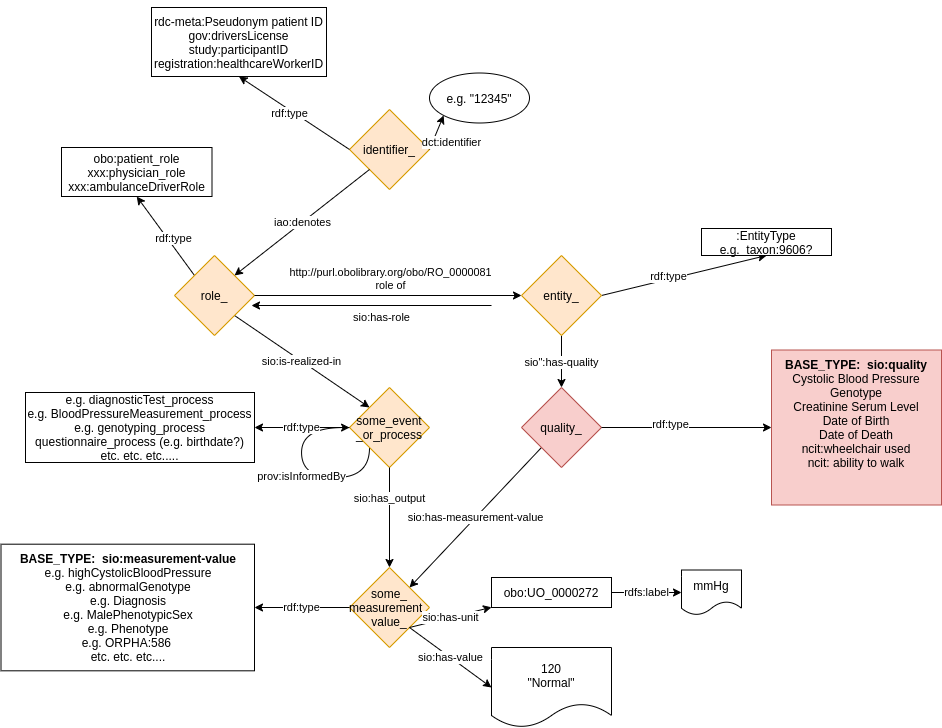 rdc-meta:Pseudonym patient ID
gov:driversLicense
study:participantID
registration:healthcareWorkerID
e.g. "12345"
rdf:type
dct:identifier
identifier_
obo:patient_role
xxx:physician_role
xxx:ambulanceDriverRole
iao:denotes
rdf:type
:EntityType
e.g. taxon:9606?
http://purl.obolibrary.org/obo/RO_0000081
role of
rdf:type
role_
entity_
sio:has-role
sio:is-realized-in
sio":has-quality
BASE_TYPE: sio:quality
Cystolic Blood Pressure
Genotype
Creatinine Serum Level
Date of Birth
Date of Death
ncit:wheelchair used
ncit: ability to walk
e.g. diagnosticTest_process
e.g. BloodPressureMeasurement_process
e.g. genotyping_process
questionnaire_process (e.g. birthdate?)
etc. etc. etc.....
rdf:type
some_event
_or_process
quality_
rdf:type
prov:isInformedBy
sio:has_output
sio:has-measurement-value
BASE_TYPE: sio:measurement-value
e.g. highCystolicBloodPressure
e.g. abnormalGenotype
e.g. Diagnosis
e.g. MalePhenotypicSex
e.g. Phenotype
e.g. ORPHA:586
etc. etc. etc....
rdf:type
some_
measurement
value_
sio:has-unit
obo:UO_0000272
rdfs:label
mmHg
sio:has-value
120
"Normal"